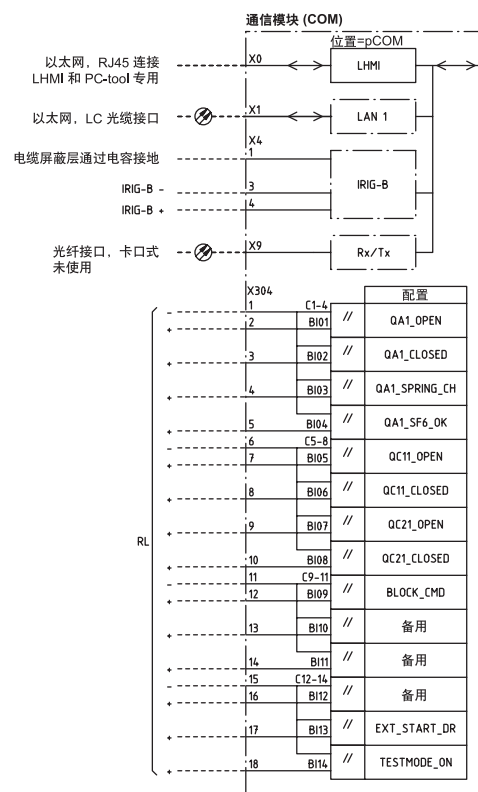 通信模块 (COM)
位置=pCOM
以太网，RJ45 连接
LHMI 和 PC-tool 专用
X0
LHMI
以太网，LC 光缆接口
X1
LAN 1
X4
电缆屏蔽层通过电容接地
1
IRIG-B
IRIG-B -
3
IRIG-B +
4
光纤接口，卡口式
未使用
X9
Rx/Tx
X304
配置
- 1 C1-4
+ 2 BI01 // QA1_OPEN
+ 3 BI02 // QA1_CLOSED
+ 4 BI03 // QA1_SPRING_CH
+ 5 BI04 // QA1_SF6_OK
- 6 C5-8
+ 7 BI05 // QC11_OPEN
+ 8 BI06 // QC11_CLOSED
+ 9 BI07 // QC21_OPEN
RL
+ 10 BI08 // QC21_CLOSED
- 11 C9-11
+ 12 BI09 // BLOCK_CMD
+ 13 BI10 // 备用
+ 14 BI11 // 备用
- 15 C12-14
+ 16 BI12 // 备用
+ 17 BI13 // EXT_START_DR
+ 18 BI14 // TESTMODE_ON